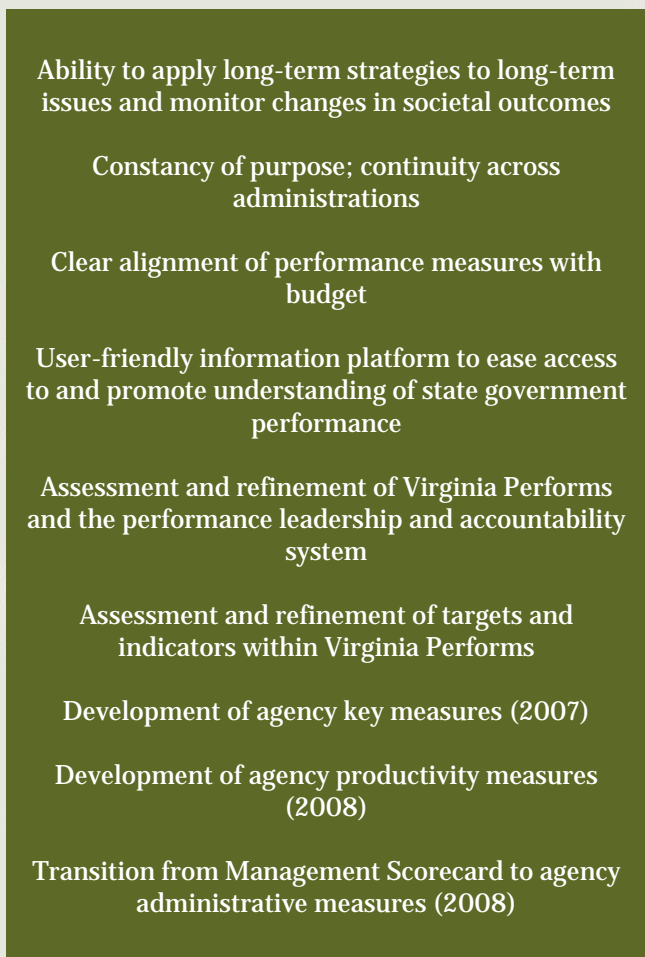 Ability to apply long-term strategies to long-term
issues and monitor changes in societal outcomes
Constancy of purpose; continuity across
administrations
Clear alignment of performance measures with
budget
User-friendly information platform to ease access
to and promote understanding of state government
performance
Assessment and refinement of Virginia Performs
and the performance leadership and accountability
system
Assessment and refinement of targets and
indicators within Virginia Performs
Development of agency key measures (2007)
Development of agency productivity measures
(2008)
Transition from Management Scorecard to agency
administrative measures (2008)